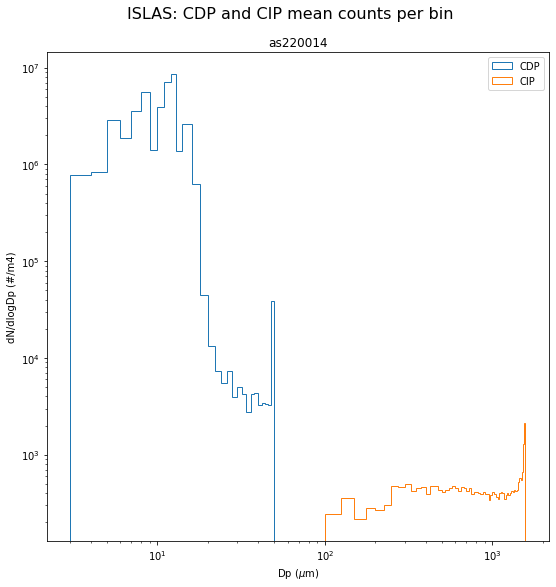 ISLAS: CDP and CIP mean counts per bin
as220014
CDP
CIP
dN/dlogDp (#/m4)
10⁷
10⁶
10⁵
10⁴
10³
10¹
10²
10³
Dp (μm)